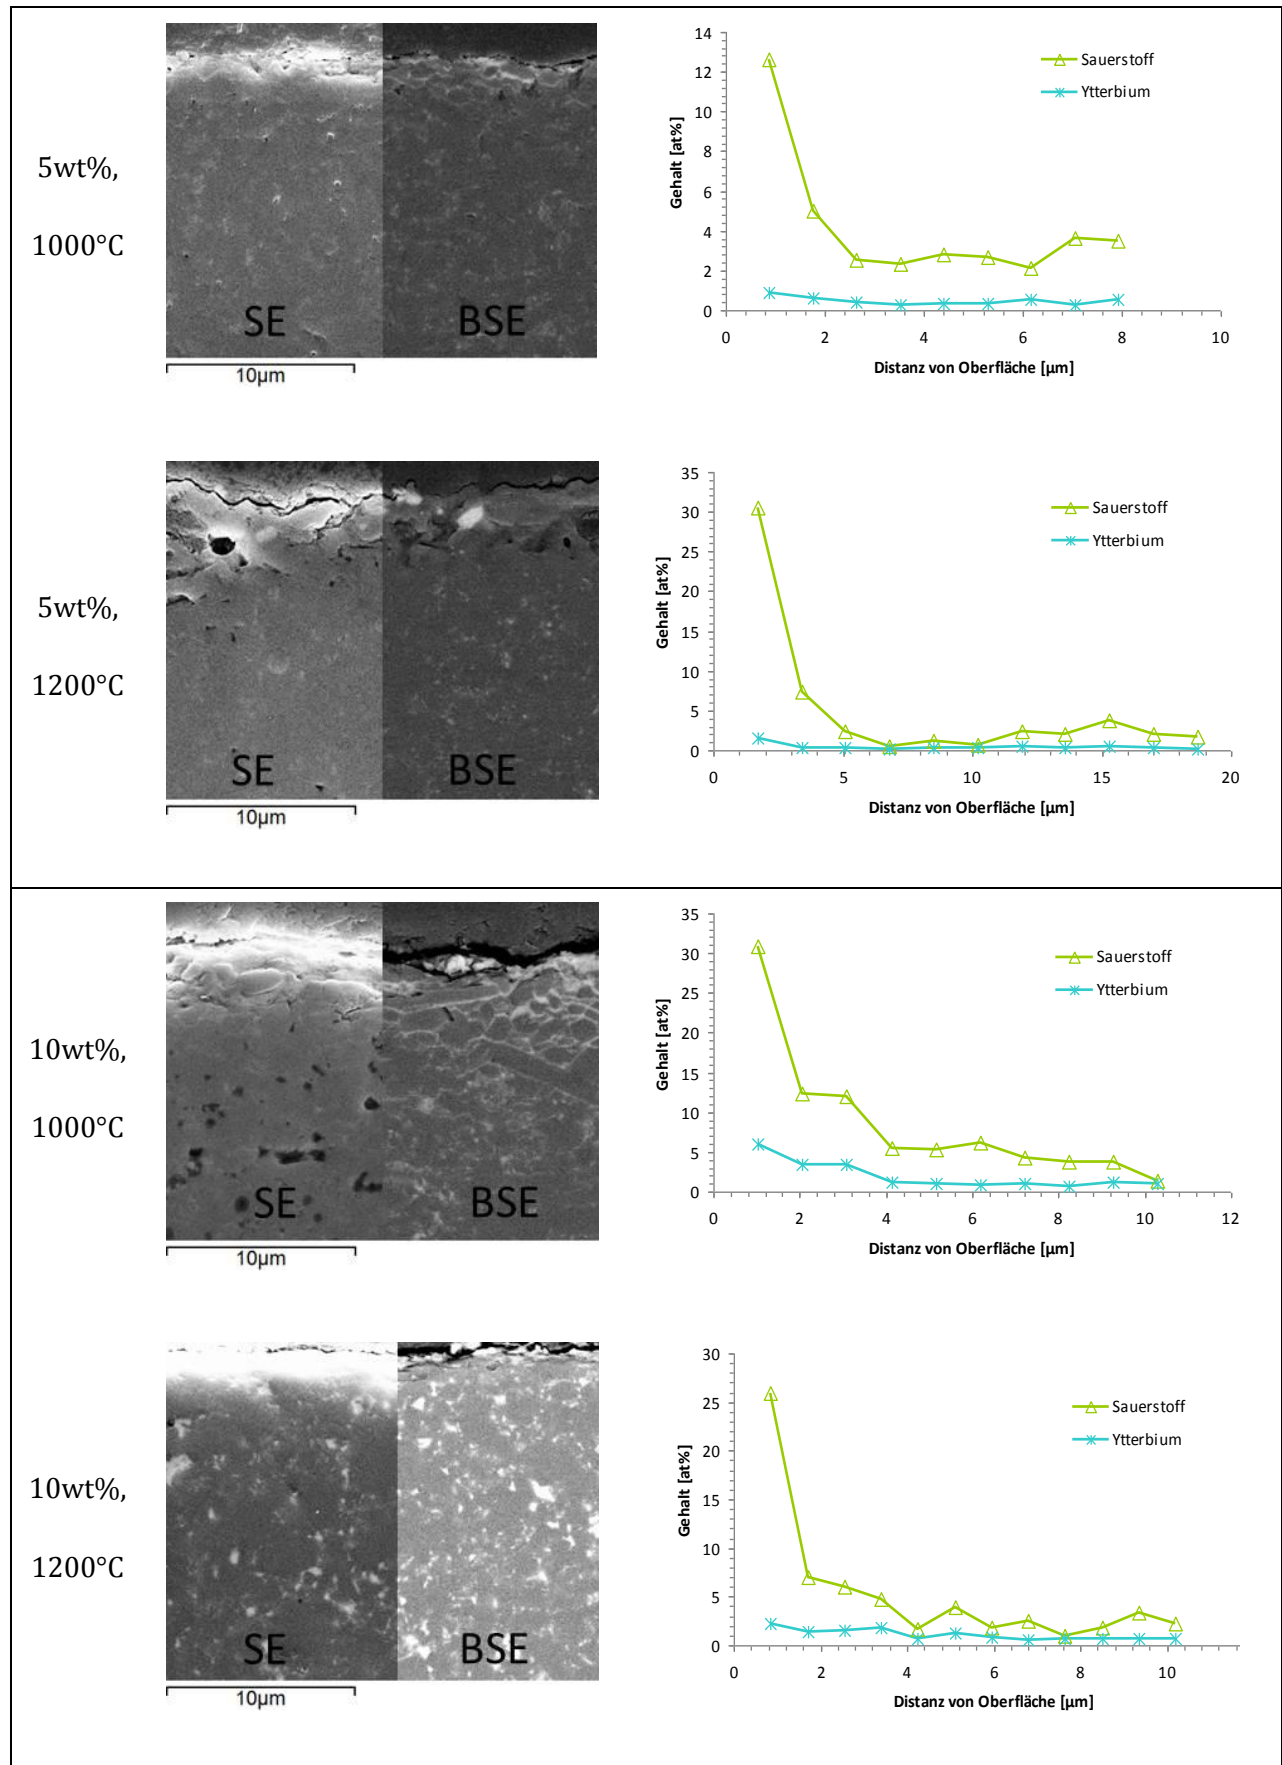 5wt%,
1000°C
SE
BSE
10µm
14
12
10
8
6
4
2
0
Gehalt [at%]
Sauerstoff
Ytterbium
0 2 4 6 8 10
Distanz von Oberfläche [µm]
5wt%,
1200°C
SE
BSE
10µm
35
30
25
20
15
10
5
0
Gehalt [at%]
Sauerstoff
Ytterbium
0 5 10 15 20
Distanz von Oberfläche [µm]
10wt%,
1000°C
SE
BSE
10µm
35
30
25
20
15
10
5
0
Gehalt [at%]
Sauerstoff
Ytterbium
0 2 4 6 8 10 12
Distanz von Oberfläche [µm]
10wt%,
1200°C
SE
BSE
10µm
30
25
20
15
10
5
0
Gehalt [at%]
Sauerstoff
Ytterbium
0 2 4 6 8 10
Distanz von Oberfläche [µm]